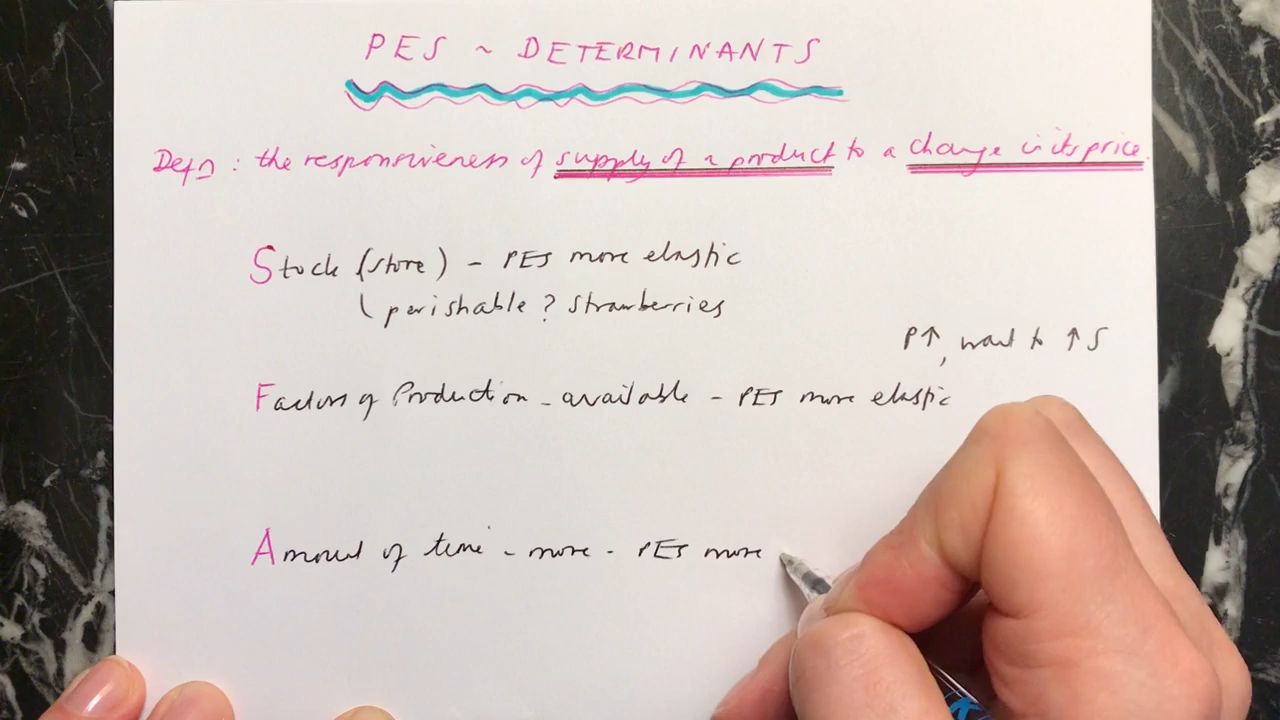 PES ~ DETERMINANTS
Defn : the responsiveness of supply of a product to a change in its price.
Stock (store) - PES more elastic
perishable ? strawberries
P↑, want to ↑ S
Factors of Production - available - PES more elastic
Amount of time - more - PES more